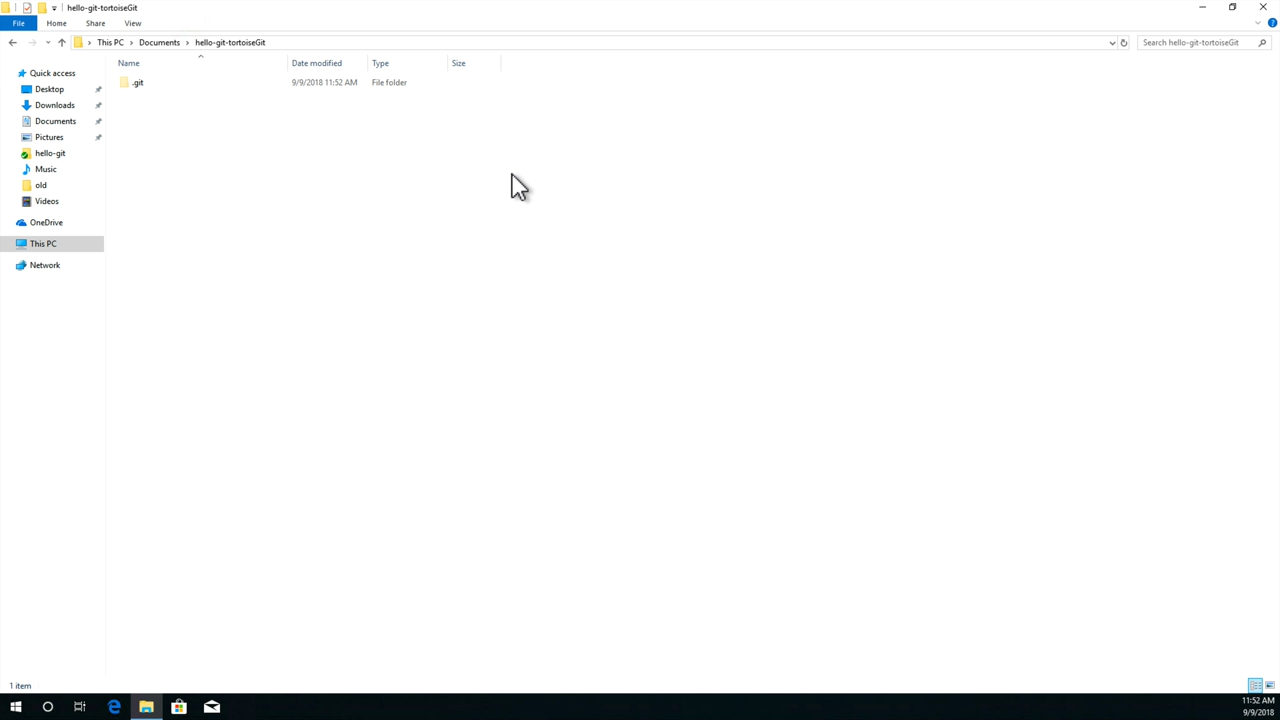 hello-git-tortoiseGit
File Home Share View
This PC Documents hello-git-tortoiseGit
Search hello-git-tortoiseGit
Name Date modified Type Size
.git 9/9/2018 11:52 AM File folder
Quick access
Desktop
Downloads
Documents
Pictures
hello-git
Music
old
Videos
OneDrive
This PC
Network
1 item
11:52 AM
9/9/2018